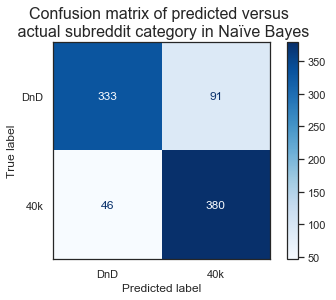 Confusion matrix of predicted versus
actual subreddit category in Naïve Bayes
True label
DnD
333
91
40k
46
380
DnD
40k
Predicted label
350
300
250
200
150
100
50